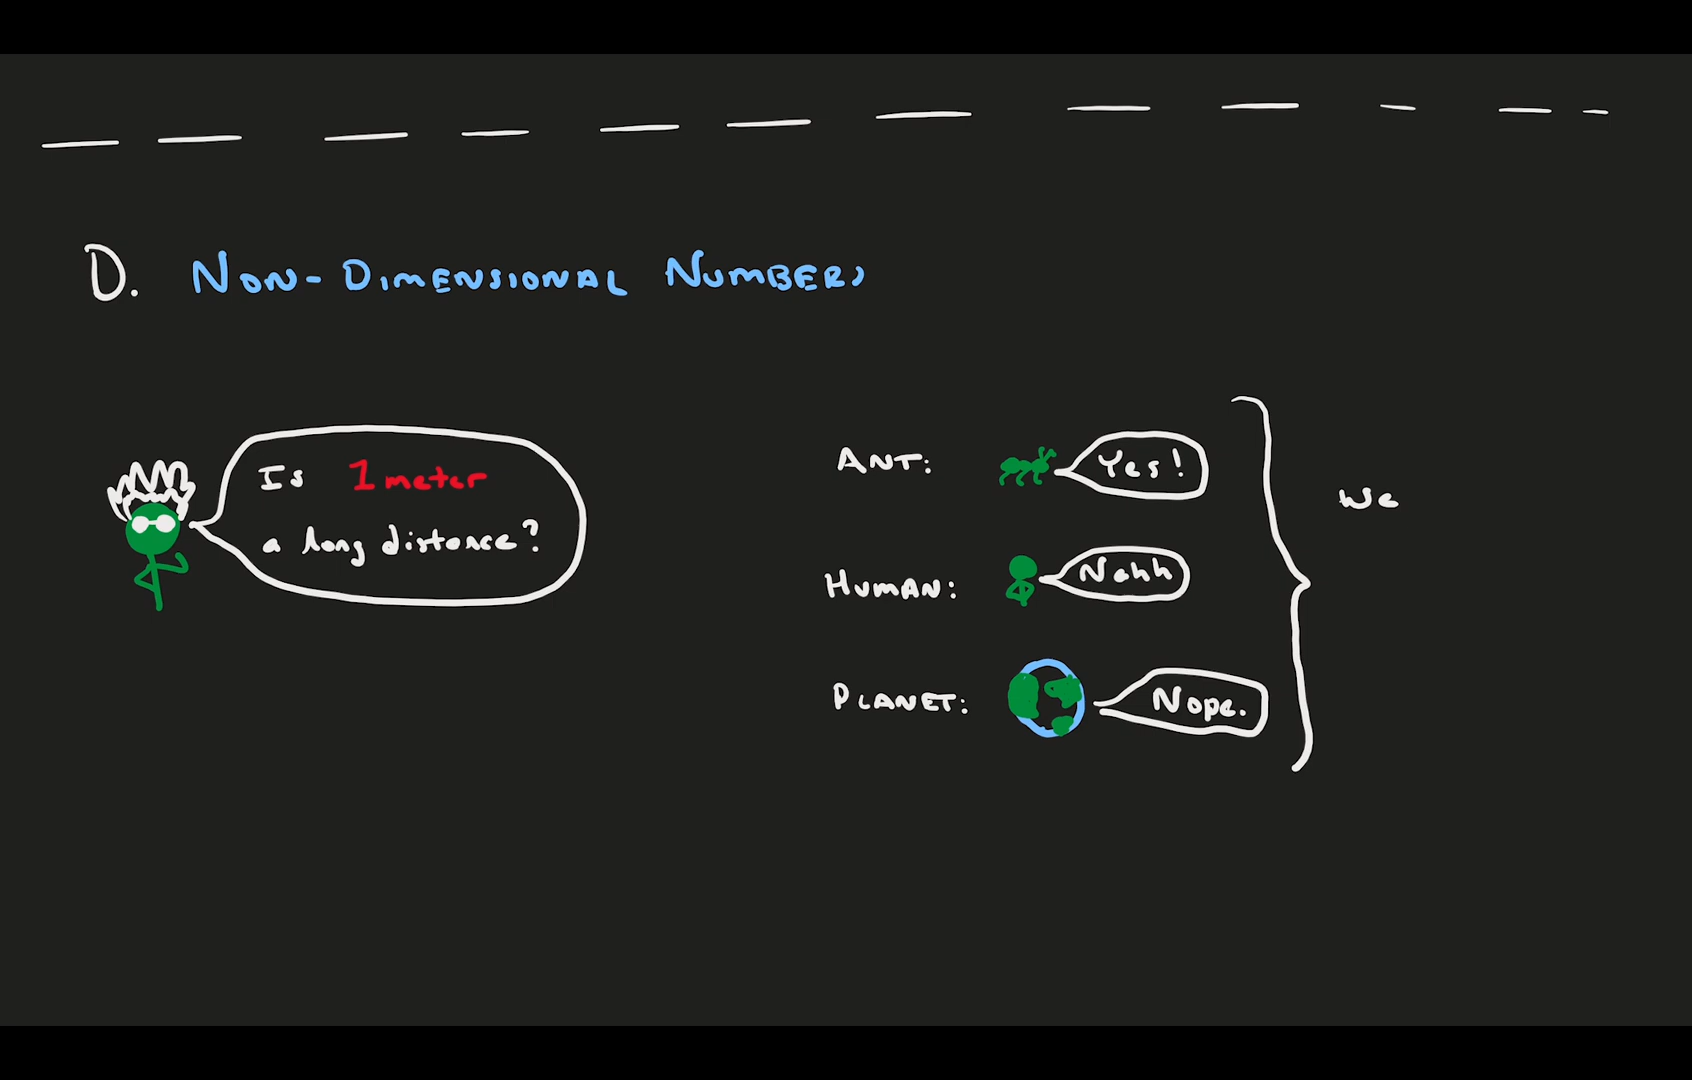 D. Non-Dimensional Numbers
Is 1 meter
a long distance?
Ant: Yes!
We
Human: Nahh
Planet: Nope.